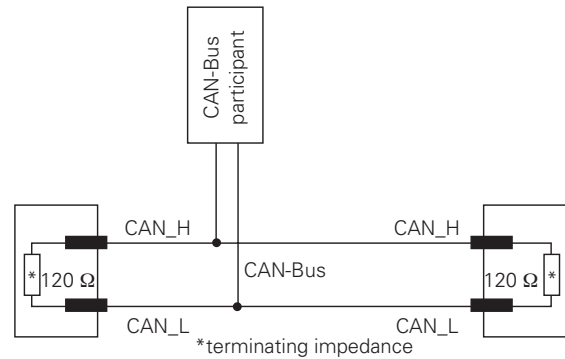 CAN-Bus
participant
CAN_H
CAN_H
*
120 Ω
CAN-Bus
120 Ω
*
CAN_L
CAN_L
*terminating impedance